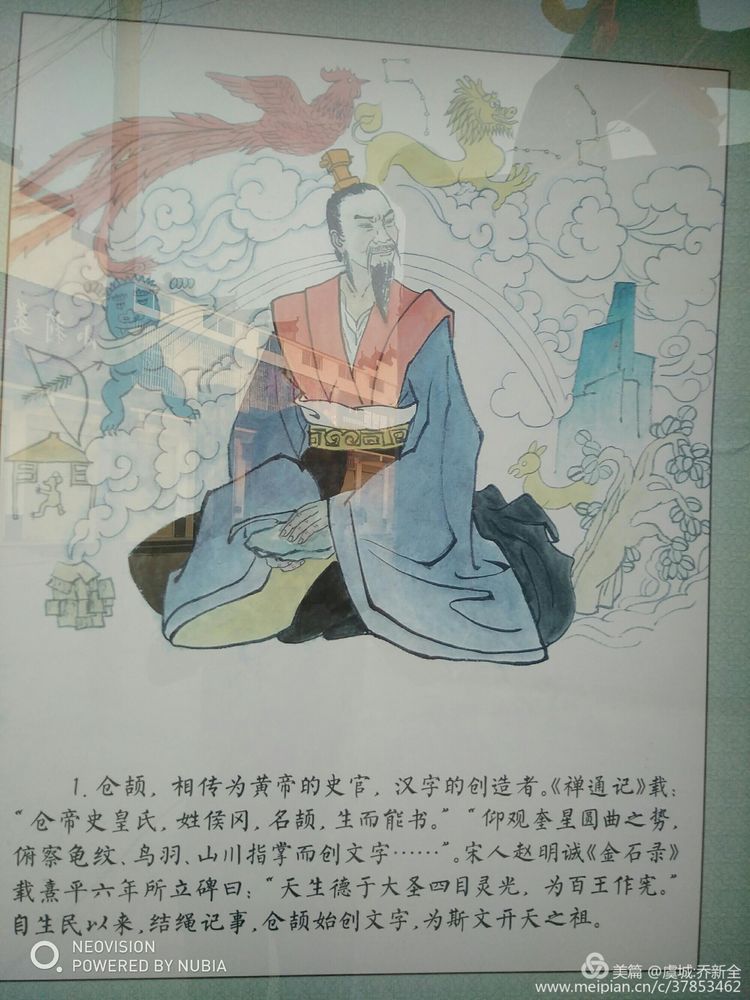 1. 仓颉，相传为黄帝的史官，汉字的创造者。《禅通记》载：
“仓帝史皇氏，姓侯冈，名颉，生而能书。”“仰观奎星圆曲之势，
俯察龟纹、鸟羽、山川指掌而创文字……”。宋人赵明诚《金石录》
载熹平六年所立碑曰：“天生德于大圣四目灵光，为百王作宪。”
自生民以来，结绳记事，仓颉始创文字，为斯文开天之祖。
NEOVISION
POWERED BY NUBIA
美篇 @虞城:乔新全
www.meipian.cn/c/37853462